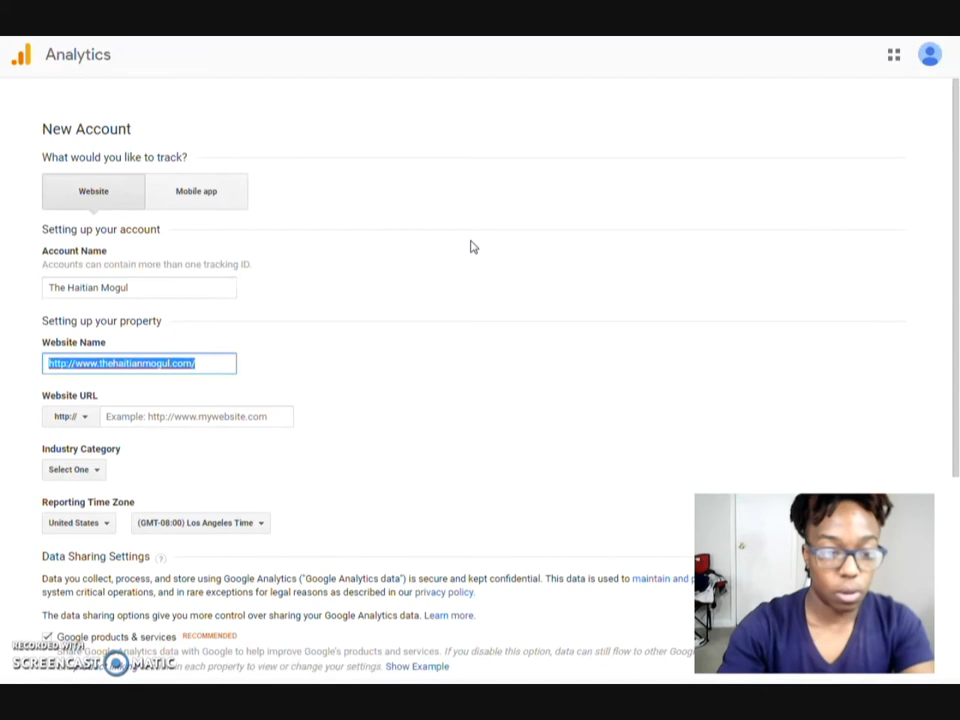 Analytics
New Account
What would you like to track?
Website
Mobile app
Setting up your account
Account Name
Accounts can contain more than one tracking ID.
The Haitian Mogul
Setting up your property
Website Name
http://www.thehaitianmogul.com/
Website URL
http://
Example: http://www.mywebsite.com
Industry Category
Select One
Reporting Time Zone
United States
(GMT-08:00) Los Angeles Time
Data Sharing Settings ?
Data you collect, process, and store using Google Analytics ("Google Analytics data") is secure and kept confidential. This data is used to maintain and
system critical operations, and in rare exceptions for legal reasons as described in our privacy policy.
The data sharing options give you more control over sharing your Google Analytics data. Learn more.
Google products & services RECOMMENDED
RECORDED WITH
Share Google Analytics data with Google to help improve Google's products and services. If you disable this option, data can still flow to other
SCREENCAST MATIC
in each property to view or change your settings. Show Example